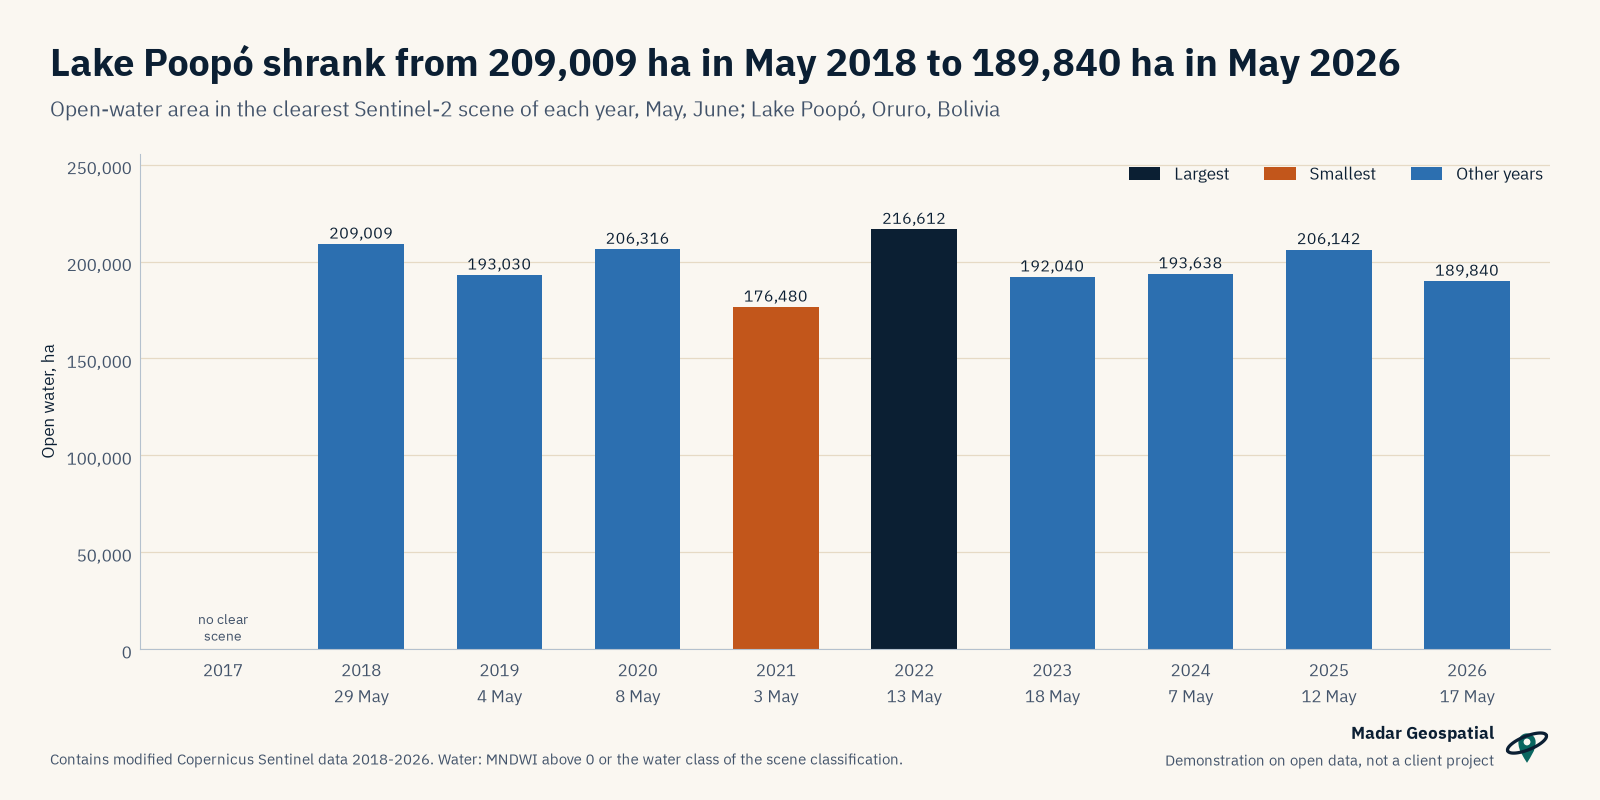 Lake Poopó shrank from 209,009 ha in May 2018 to 189,840 ha in May 2026
Open-water area in the clearest Sentinel-2 scene of each year, May, June; Lake Poopó, Oruro, Bolivia
Largest
Smallest
Other years
Open water, ha
250,000
200,000
150,000
100,000
50,000
0
no clear
scene
209,009
193,030
206,316
176,480
216,612
192,040
193,638
206,142
189,840
2017
2018
2019
2020
2021
2022
2023
2024
2025
2026
29 May
4 May
8 May
3 May
13 May
18 May
7 May
12 May
17 May
Contains modified Copernicus Sentinel data 2018-2026. Water: MNDWI above 0 or the water class of the scene classification.
Madar Geospatial
Demonstration on open data, not a client project